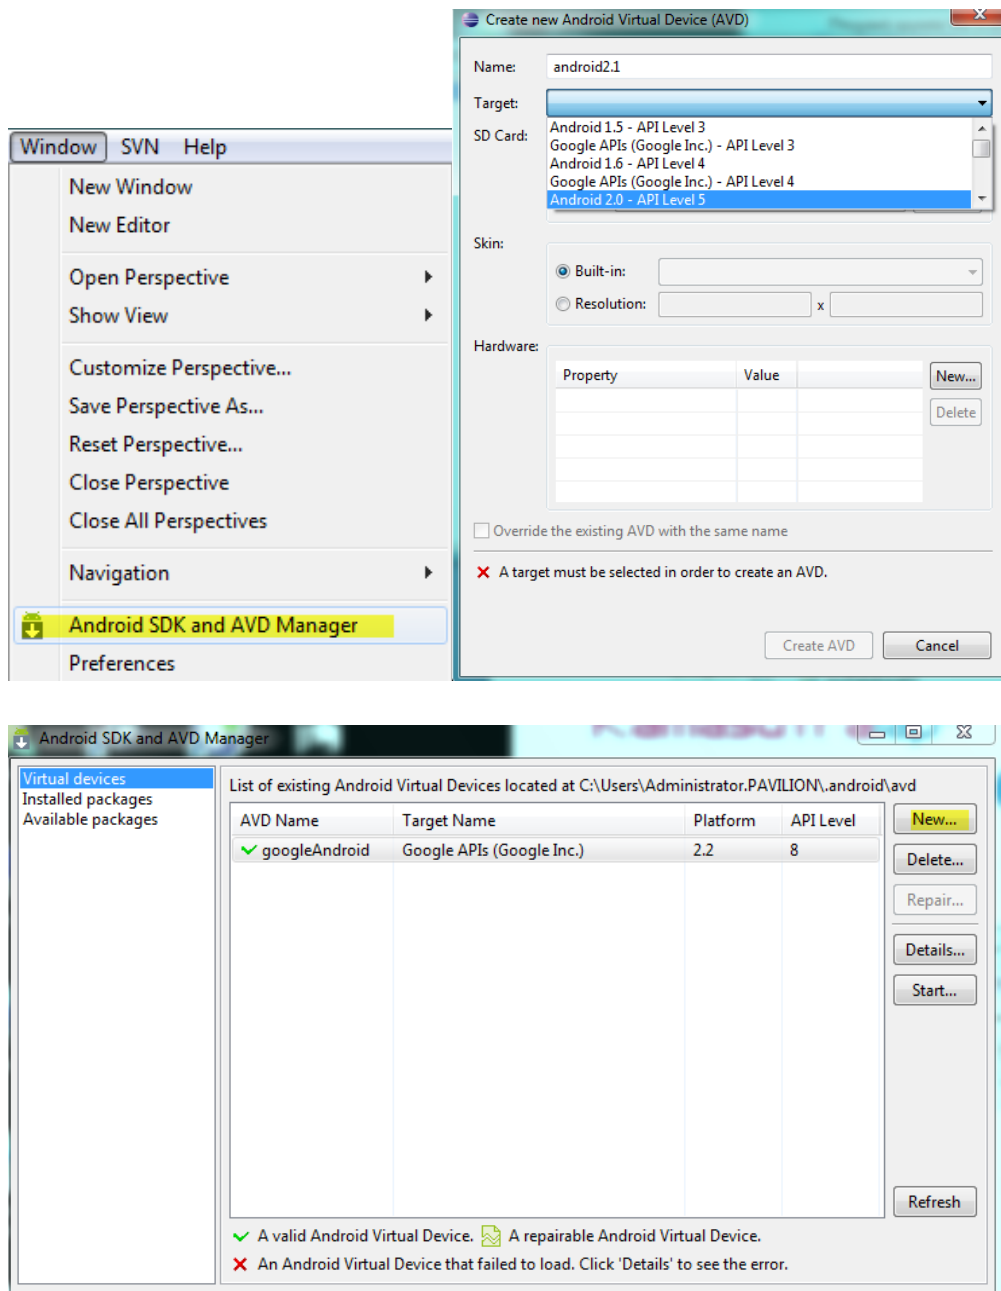 Window SVN Help
New Window
New Editor
Open Perspective
Show View
Customize Perspective...
Save Perspective As...
Reset Perspective...
Close Perspective
Close All Perspectives
Navigation
Android SDK and AVD Manager
Preferences
Create new Android Virtual Device (AVD)
Name: android2.1
Target:
SD Card:
Android 1.5 - API Level 3
Google APIs (Google Inc.) - API Level 3
Android 1.6 - API Level 4
Google APIs (Google Inc.) - API Level 4
Android 2.0 - API Level 5
Skin:
Built-in:
Resolution: x
Hardware:
Property Value New...
Delete
Override the existing AVD with the same name
A target must be selected in order to create an AVD.
Create AVD Cancel
Android SDK and AVD Manager
Virtual devices
Installed packages
Available packages
List of existing Android Virtual Devices located at C:\Users\Administrator.PAVILION\.android\avd
AVD Name Target Name Platform API Level
googleAndroid Google APIs (Google Inc.) 2.2 8
New...
Delete...
Repair...
Details...
Start...
Refresh
A valid Android Virtual Device. A repairable Android Virtual Device.
An Android Virtual Device that failed to load. Click 'Details' to see the error.